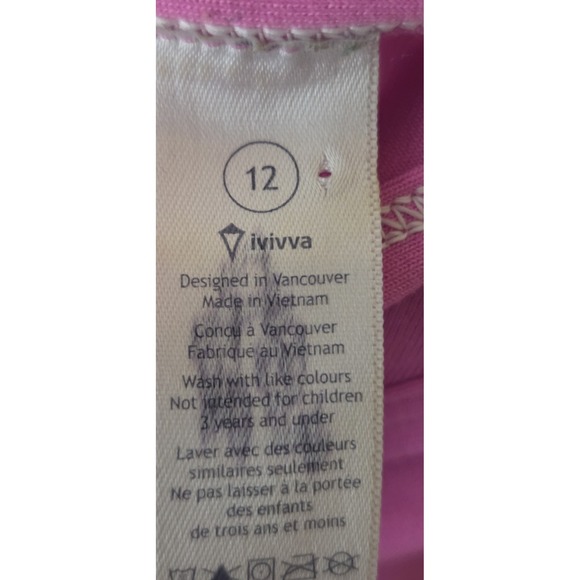 12
ivivva
Designed in Vancouver
Made in Vietnam
Conçu à Vancouver
Fabrique au Vietnam
Wash with like colours
Not intended for children
3 years and under
Laver avec des couleurs
similaires seulement
Ne pas laisser à la portée
des enfants
de trois ans et moins